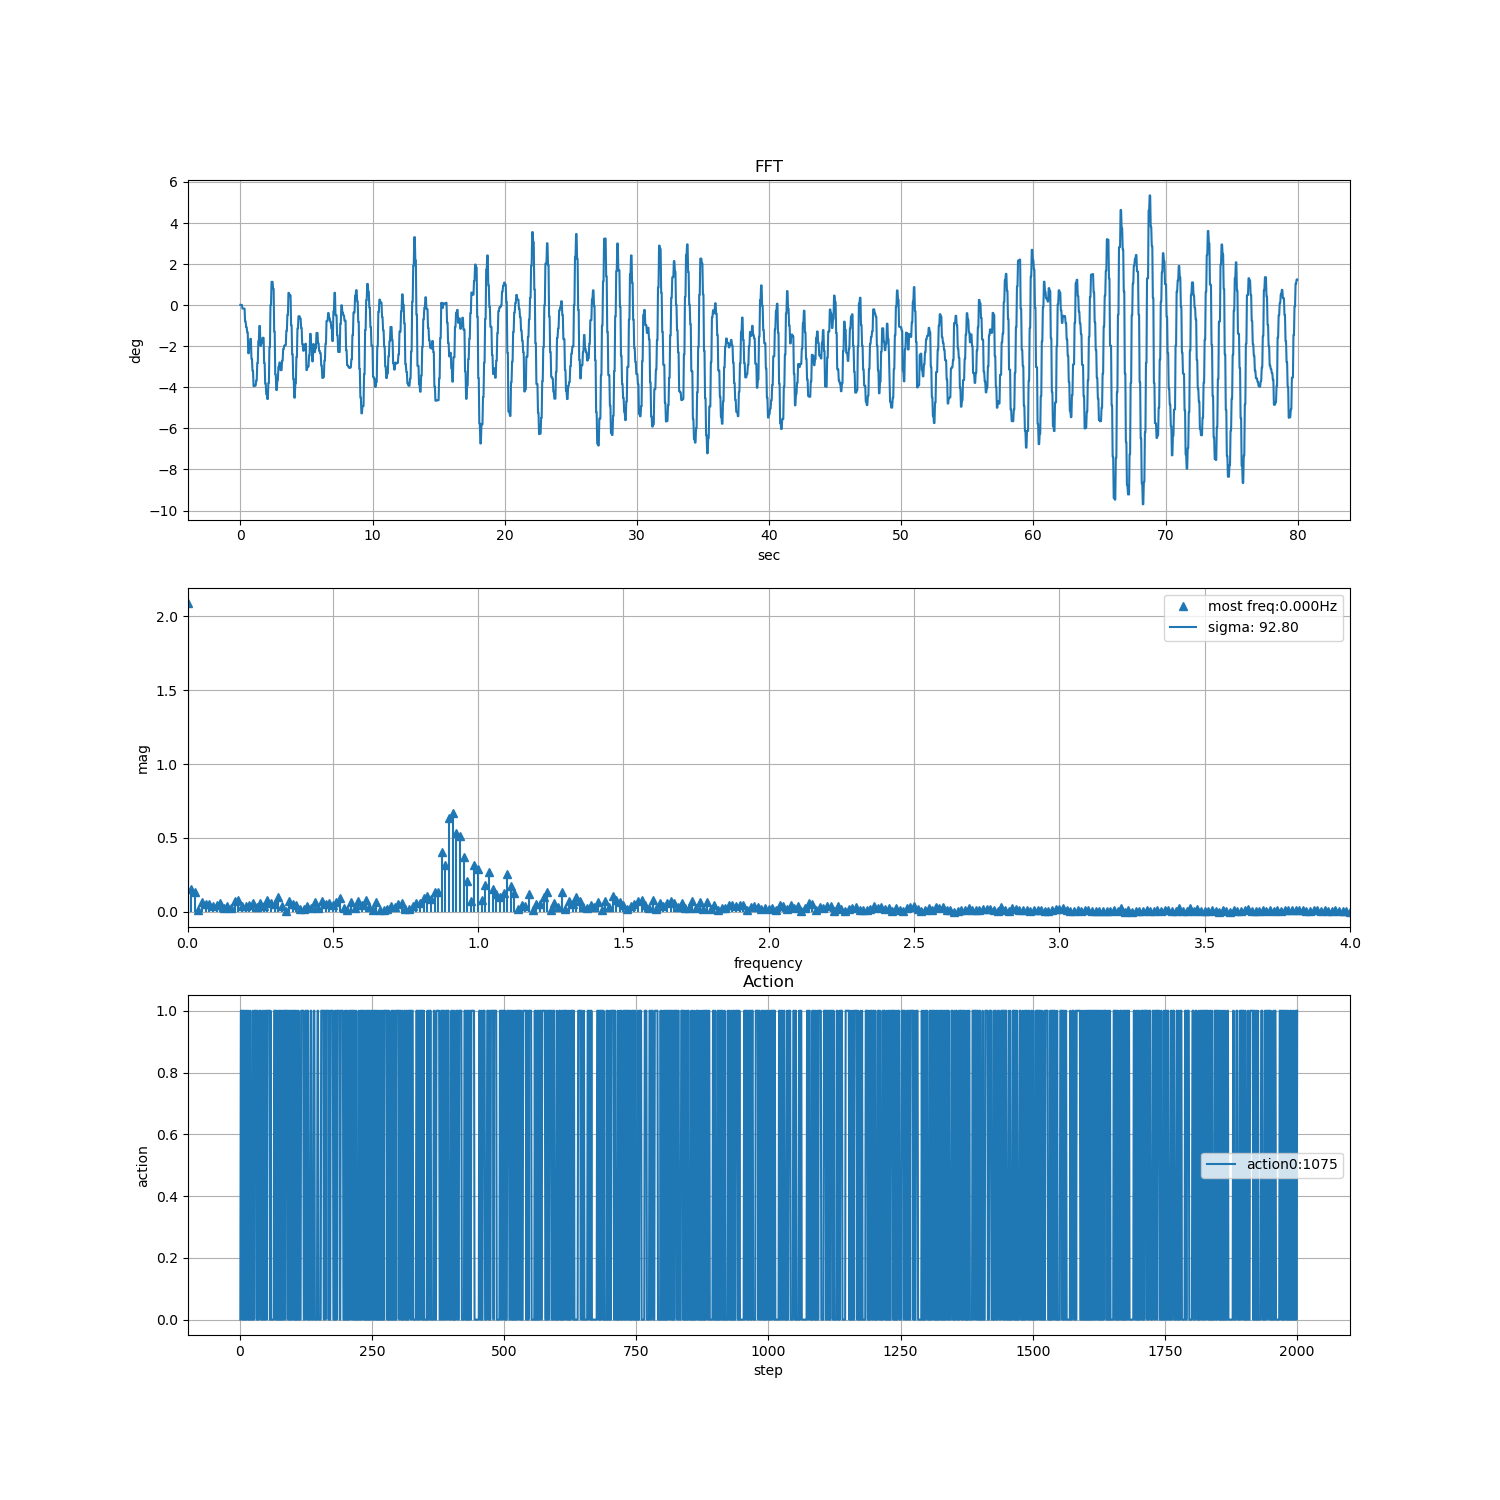 FFT
6
4
2
0
−2
−4
−6
−8
−10
deg
0 10 20 30 40 50 60 70 80
sec
most freq:0.000Hz
sigma: 92.80
2.0
1.5
1.0
0.5
0.0
mag
0.0 0.5 1.0 1.5 2.0 2.5 3.0 3.5 4.0
frequency
Action
1.0
0.8
0.6
0.4
0.2
0.0
action
action0:1075
0 250 500 750 1000 1250 1500 1750 2000
step